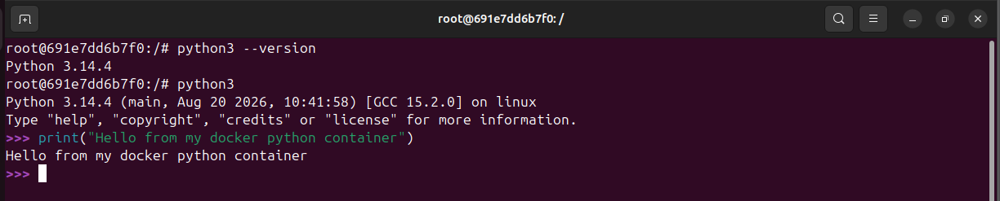 root@691e7dd6b7f0: /
root@691e7dd6b7f0:/# python3 --version
Python 3.14.4
root@691e7dd6b7f0:/# python3
Python 3.14.4 (main, Aug 20 2026, 10:41:58) [GCC 15.2.0] on linux
Type "help", "copyright", "credits" or "license" for more information.
>>> print("Hello from my docker python container")
Hello from my docker python container
>>>